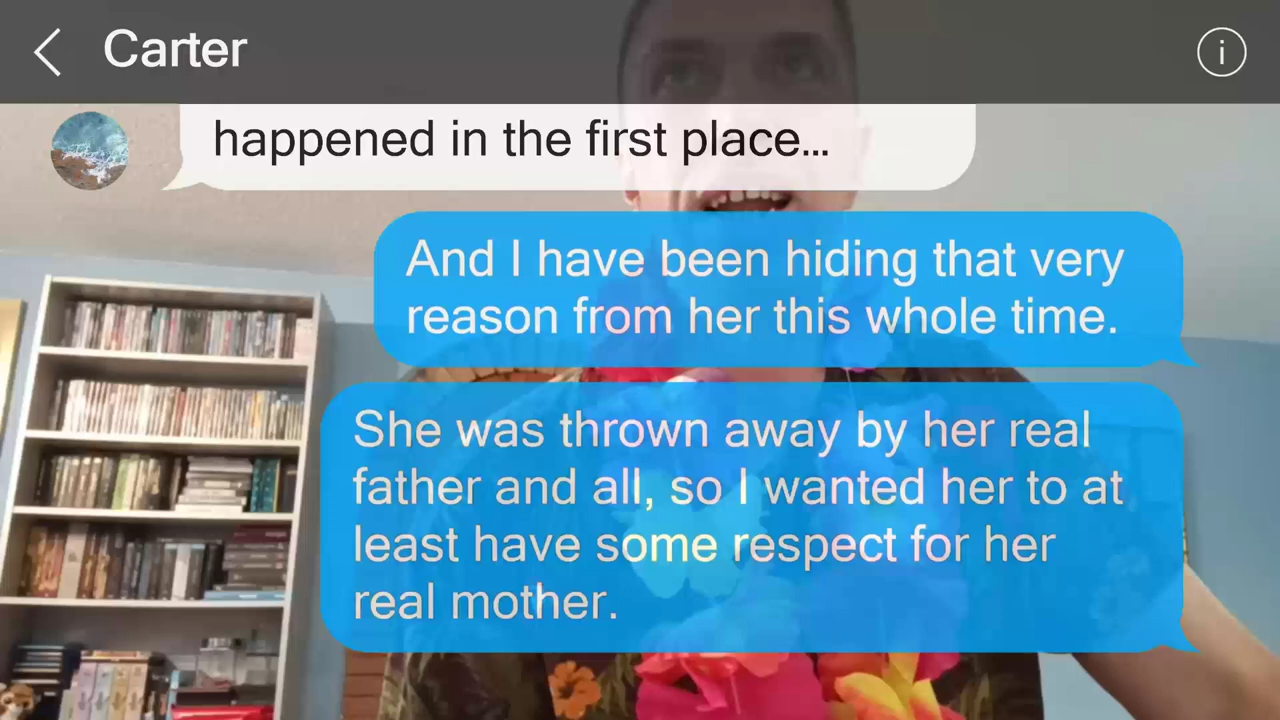 Carter
i
happened in the first place...
And I have been hiding that very
reason from her this whole time.
She was thrown away by her real
father and all, so I wanted her to at
least have some respect for her
real mother.